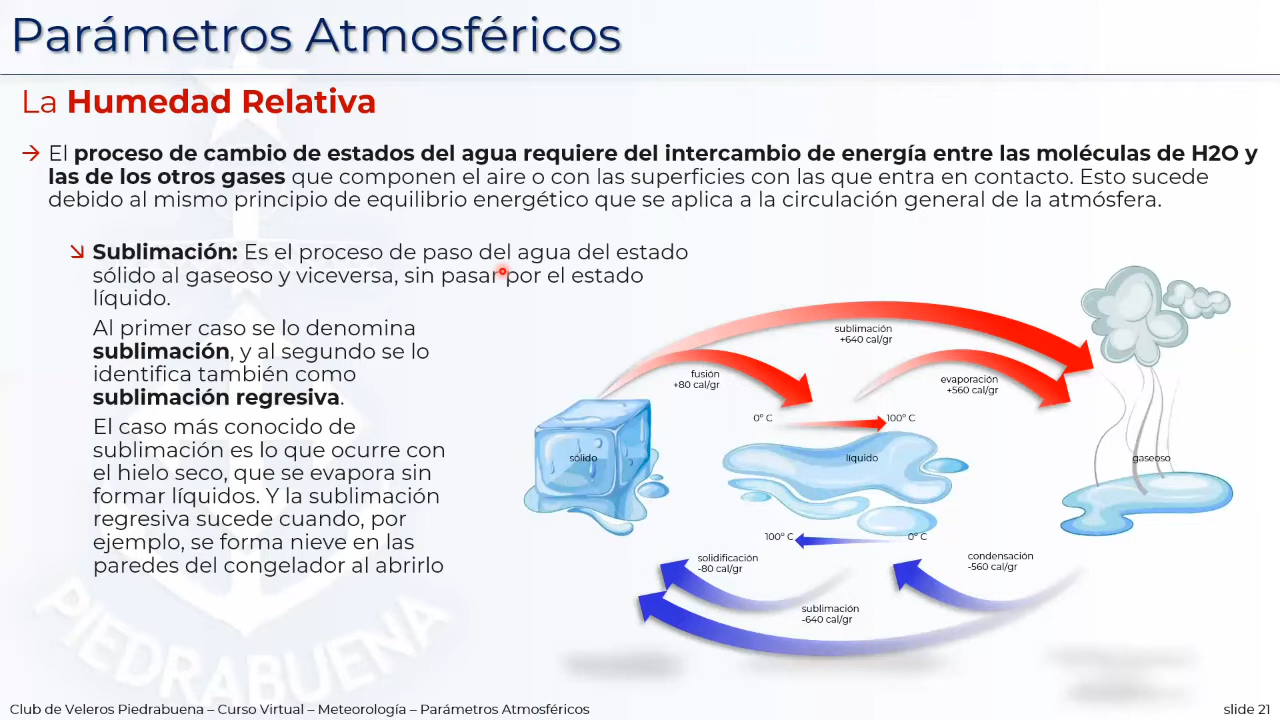 Parámetros Atmosféricos
La Humedad Relativa
→ El proceso de cambio de estados del agua requiere del intercambio de energía entre las moléculas de H2O y
las de los otros gases que componen el aire o con las superficies con las que entra en contacto. Esto sucede
debido al mismo principio de equilibrio energético que se aplica a la circulación general de la atmósfera.
↘ Sublimación: Es el proceso de paso del agua del estado
sólido al gaseoso y viceversa, sin pasar por el estado
líquido.
Al primer caso se lo denomina
sublimación, y al segundo se lo
identifica también como
sublimación regresiva.
El caso más conocido de
sublimación es lo que ocurre con
el hielo seco, que se evapora sin
formar líquidos. Y la sublimación
regresiva sucede cuando, por
ejemplo, se forma nieve en las
paredes del congelador al abrirlo
sublimación
+640 cal/gr
fusión
+80 cal/gr
evaporación
+560 cal/gr
0° C
100° C
sólido
líquido
gaseoso
100° C
0° C
solidificación
-80 cal/gr
condensación
-560 cal/gr
sublimación
-640 cal/gr
PIEDRABUENA
Club de Veleros Piedrabuena – Curso Virtual – Meteorología – Parámetros Atmosféricos
slide 21